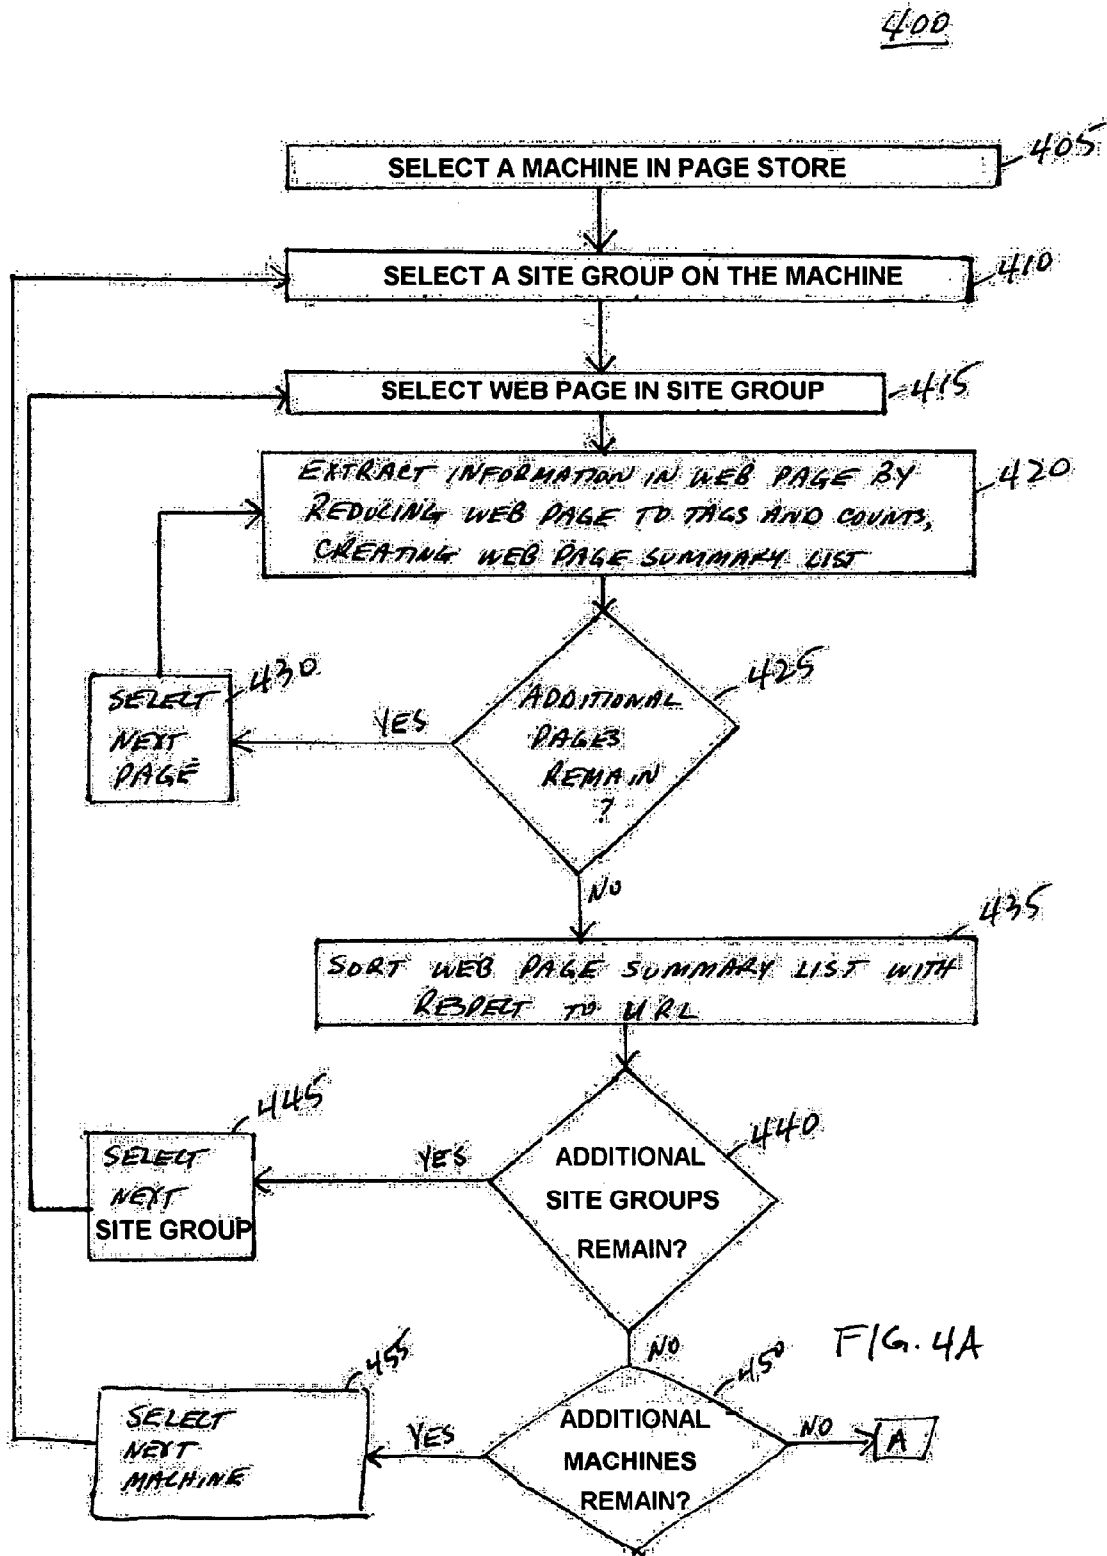 400
405
SELECT A MACHINE IN PAGE STORE
410
SELECT A SITE GROUP ON THE MACHINE
415
SELECT WEB PAGE IN SITE GROUP
420
EXTRACT INFORMATION IN WEB PAGE BY
REDUCING WEB PAGE TO TAGS AND COUNTS,
CREATING WEB PAGE SUMMARY LIST
425
430
SELECT
NEXT
PAGE
YES
ADDITIONAL
PAGES
REMAIN
?
NO
435
SORT WEB PAGE SUMMARY LIST WITH
RESPECT TO URL
445
440
SELECT
NEXT
SITE GROUP
YES
ADDITIONAL
SITE GROUPS
REMAIN?
NO
FIG. 4A
455
450
SELECT
NEXT
MACHINE
YES
ADDITIONAL
MACHINES
REMAIN?
NO
A